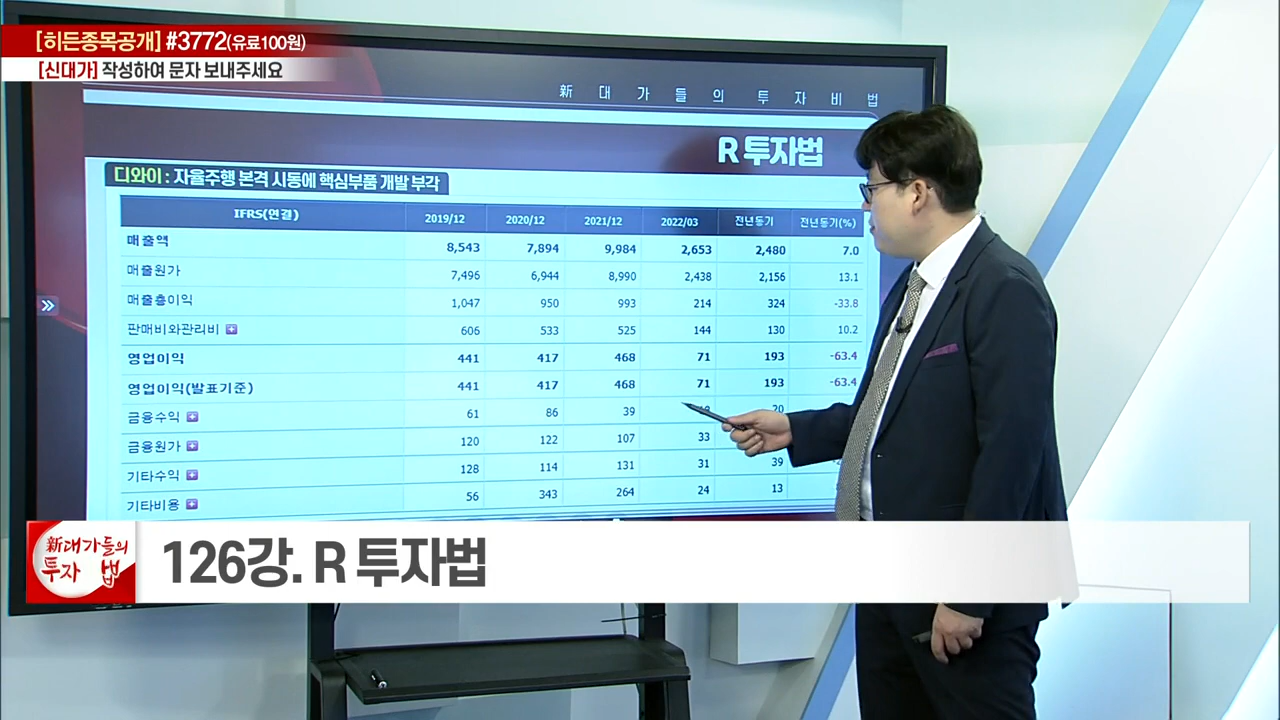 [히든종목공개] #3772(유료100원)
[신대가] 작성하여 문자 보내주세요
新 대 가 들 의 투 자 비 법
R 투자법
디와이 : 자율주행 본격 시동에 핵심부품 개발 부각
IFRS(연결) 2019/12 2020/12 2021/12 2022/03 전년동기 전년동기(%)
매출액 8,543 7,894 9,984 2,653 2,480 7.0
매출원가 7,496 6,944 8,990 2,438 2,156 13.1
매출총이익 1,047 950 993 214 324 -33.8
판매비와관리비 606 533 525 144 130 10.2
영업이익 441 417 468 71 193 -63.4
영업이익(발표기준) 441 417 468 71 193 -63.4
금융수익 61 86 39 20
금융원가 120 122 107 33
기타수익 128 114 131 31 39
기타비용 56 343 264 24 13
新대가들의
투자 법
126강. R 투자법